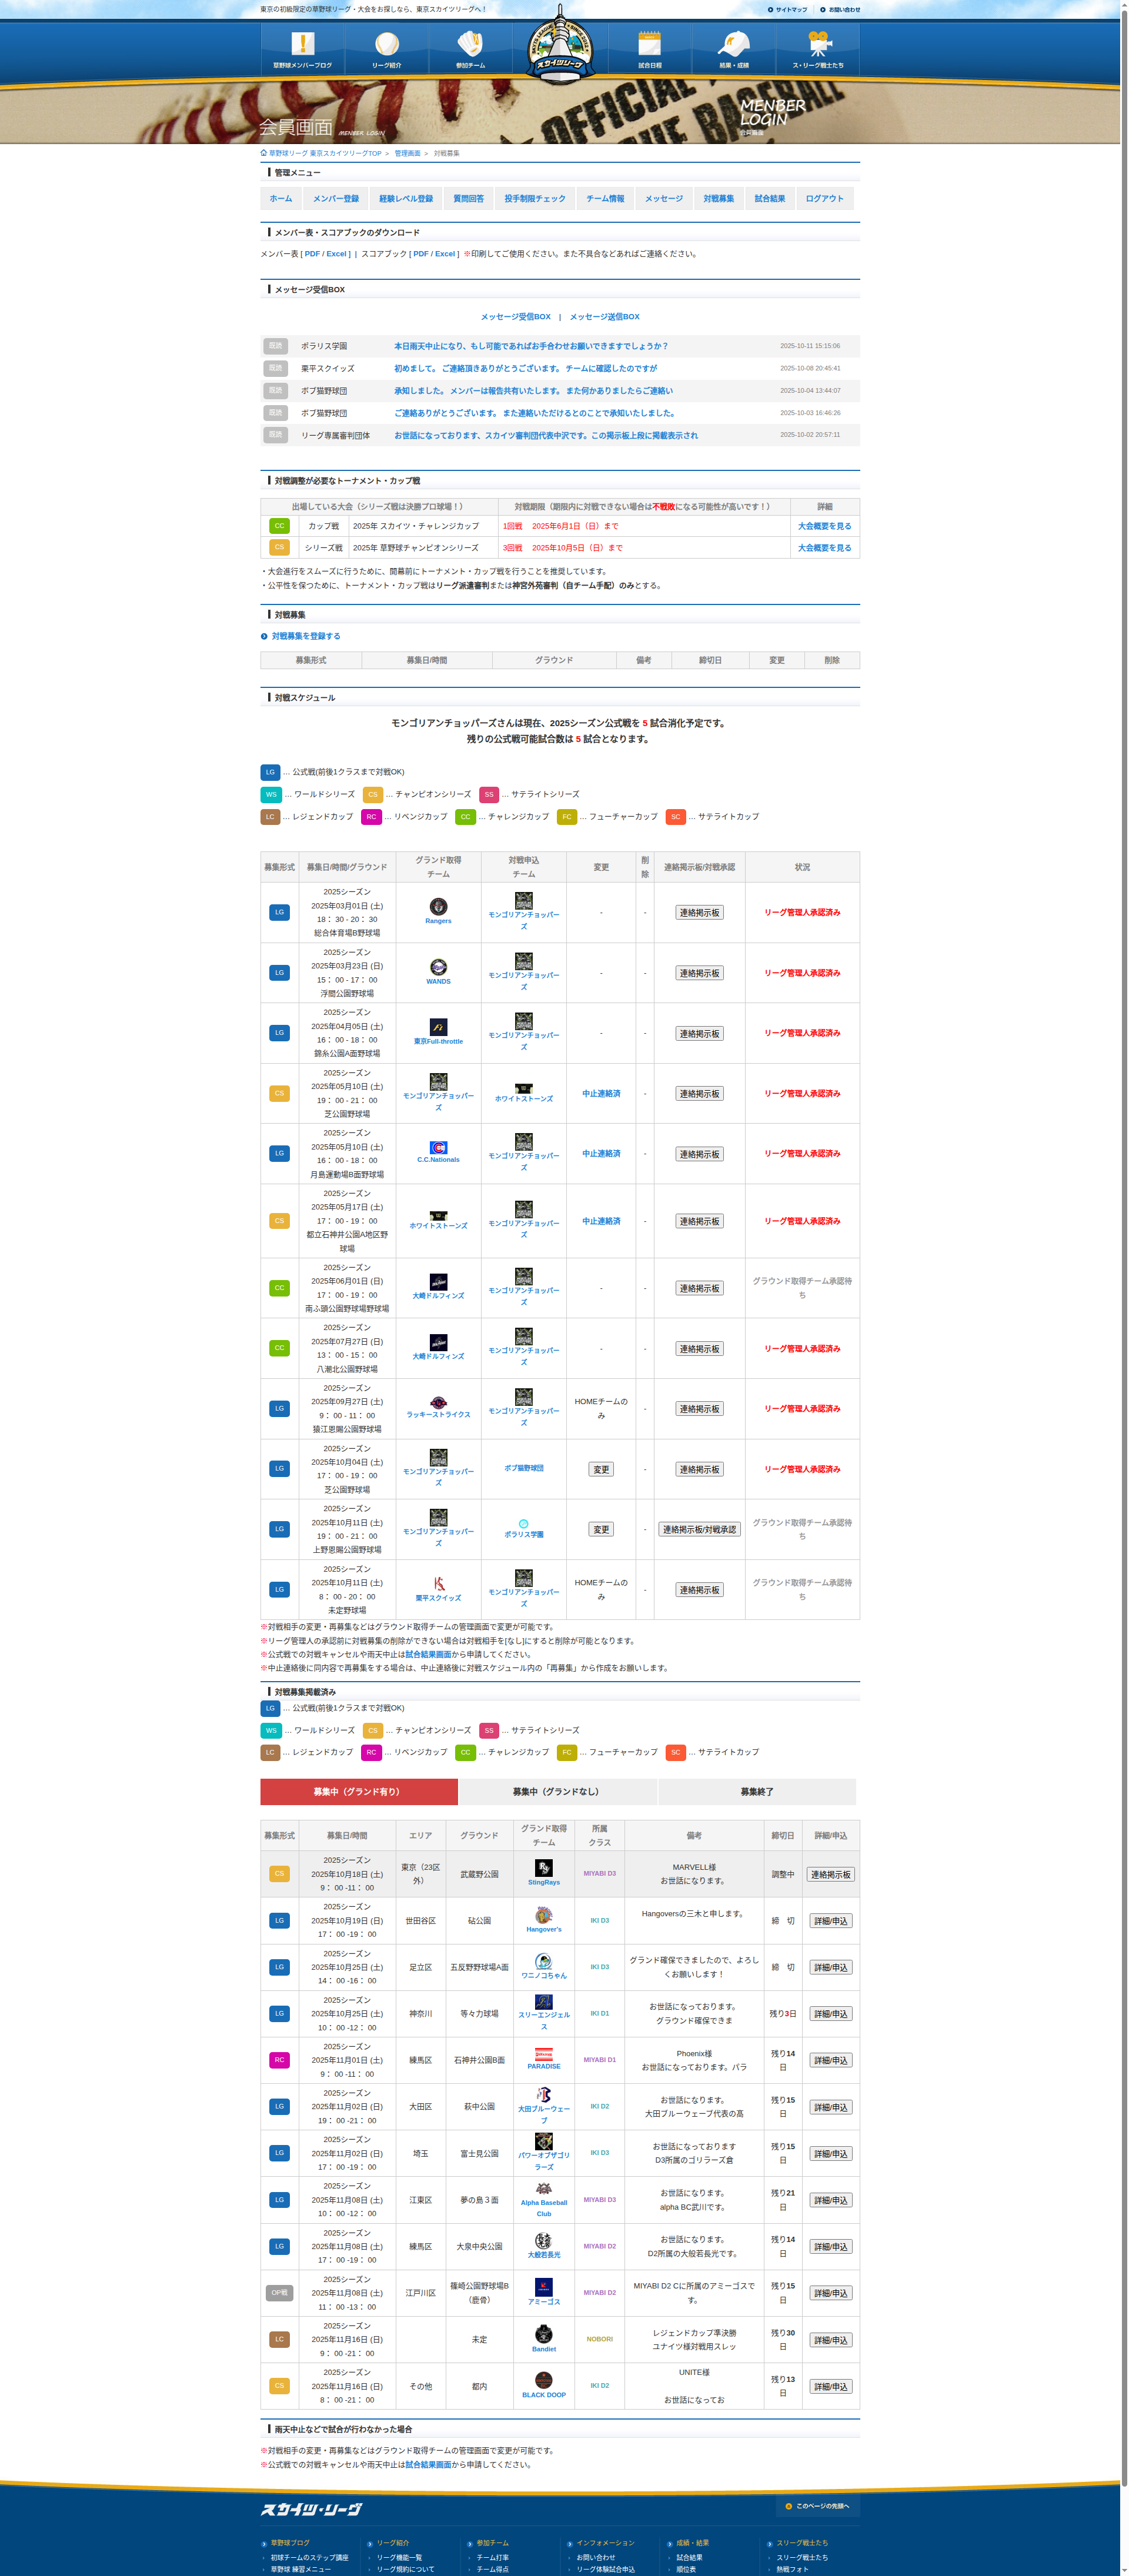 東京の初級限定の草野球リーグ・大会をお探しなら、東京スカイツリーグへ！
サイトマップ
お問い合わせ
草野球メンバーブログ
リーグ紹介
参加チーム
スカイツリーグ
試合日程
結果・成績
ス・リーグ戦士たち
会員画面 MENBER LOGIN
MENBER LOGIN
会員画面
草野球リーグ 東京スカイツリーグTOP ＞ 管理画面 ＞ 対戦募集
管理メニュー
ホーム メンバー登録 経験レベル登録 質問回答 投手制限チェック チーム情報 メッセージ 対戦募集 試合結果 ログアウト
メンバー表・スコアブックのダウンロード
メンバー表 [ PDF / Excel ] | スコアブック [ PDF / Excel ] ※印刷してご使用ください。また不具合などあればご連絡ください。
メッセージ受信BOX
メッセージ受信BOX | メッセージ送信BOX
既読 ポラリス学園 本日雨天中止になり、もし可能であればお手合わせお願いできますでしょうか？ 2025-10-11 15:15:06
既読 栗平スクイッズ 初めまして。 ご連絡頂きありがとうございます。 チームに確認したのですが 2025-10-08 20:45:41
既読 ボブ猫野球団 承知しました。 メンバーは報告共有いたします。 また何かありましたらご連絡い 2025-10-04 13:44:07
既読 ボブ猫野球団 ご連絡ありがとうございます。 また連絡いただけるとのことで承知いたしました。 2025-10-03 16:46:26
既読 リーグ専属審判団体 お世話になっております、スカイツ審判団代表中沢です。この掲示板上段に掲載表示され 2025-10-02 20:57:11
対戦調整が必要なトーナメント・カップ戦
出場している大会（シリーズ戦は決勝プロ球場！） 対戦期限（期限内に対戦できない場合は不戦敗になる可能性が高いです！） 詳細
CC カップ戦 2025年 スカイツ・チャレンジカップ 1回戦 2025年6月1日（日）まで 大会概要を見る
CS シリーズ戦 2025年 草野球チャンピオンシリーズ 3回戦 2025年10月5日（日）まで 大会概要を見る
・大会進行をスムーズに行うために、開幕前にトーナメント・カップ戦を行うことを推奨しています。
・公平性を保つために、トーナメント・カップ戦はリーグ派遣審判または神宮外苑審判（自チーム手配）のみとする。
対戦募集
対戦募集を登録する
募集形式 募集日/時間 グラウンド 備考 締切日 変更 削除
対戦スケジュール
モンゴリアンチョッパーズさんは現在、2025シーズン公式戦を 5 試合消化予定です。
残りの公式戦可能試合数は 5 試合となります。
LG … 公式戦(前後1クラスまで対戦OK)
WS … ワールドシリーズ CS … チャンピオンシリーズ SS … サテライトシリーズ
LC … レジェンドカップ RC … リベンジカップ CC … チャレンジカップ FC … フューチャーカップ SC … サテライトカップ
募集形式 募集日/時間/グラウンド グランド取得チーム 対戦申込チーム 変更 削除 連絡掲示板/対戦承認 状況
LG 2025シーズン 2025年03月01日 (土) 18： 30 - 20： 30 総合体育場B野球場 Rangers モンゴリアンチョッパーズ - - 連絡掲示板 リーグ管理人承認済み
LG 2025シーズン 2025年03月23日 (日) 15： 00 - 17： 00 浮間公園野球場 WANDS モンゴリアンチョッパーズ - - 連絡掲示板 リーグ管理人承認済み
LG 2025シーズン 2025年04月05日 (土) 16： 00 - 18： 00 錦糸公園A面野球場 東京Full-throttle モンゴリアンチョッパーズ - - 連絡掲示板 リーグ管理人承認済み
CS 2025シーズン 2025年05月10日 (土) 19： 00 - 21： 00 芝公園野球場 モンゴリアンチョッパーズ ホワイトストーンズ 中止連絡済 - 連絡掲示板 リーグ管理人承認済み
LG 2025シーズン 2025年05月10日 (土) 16： 00 - 18： 00 月島運動場B面野球場 C.C.Nationals モンゴリアンチョッパーズ 中止連絡済 - 連絡掲示板 リーグ管理人承認済み
CS 2025シーズン 2025年05月17日 (土) 17： 00 - 19： 00 都立石神井公園A地区野球場 ホワイトストーンズ モンゴリアンチョッパーズ 中止連絡済 - 連絡掲示板 リーグ管理人承認済み
CC 2025シーズン 2025年06月01日 (日) 17： 00 - 19： 00 南ふ頭公園野球場野球場 大崎ドルフィンズ モンゴリアンチョッパーズ - - 連絡掲示板 グラウンド取得チーム承認待ち
CC 2025シーズン 2025年07月27日 (日) 13： 00 - 15： 00 八潮北公園野球場 大崎ドルフィンズ モンゴリアンチョッパーズ - - 連絡掲示板 リーグ管理人承認済み
LG 2025シーズン 2025年09月27日 (土) 9： 00 - 11： 00 猿江恩賜公園野球場 ラッキーストライクス モンゴリアンチョッパーズ HOMEチームのみ - 連絡掲示板 リーグ管理人承認済み
LG 2025シーズン 2025年10月04日 (土) 17： 00 - 19： 00 芝公園野球場 モンゴリアンチョッパーズ ボブ猫野球団 変更 - 連絡掲示板 リーグ管理人承認済み
LG 2025シーズン 2025年10月11日 (土) 19： 00 - 21： 00 上野恩賜公園野球場 モンゴリアンチョッパーズ ポラリス学園 変更 - 連絡掲示板/対戦承認 グラウンド取得チーム承認待ち
LG 2025シーズン 2025年10月11日 (土) 8： 00 - 20： 00 未定野球場 栗平スクイッズ モンゴリアンチョッパーズ HOMEチームのみ - 連絡掲示板 グラウンド取得チーム承認待ち
※対戦相手の変更・再募集などはグラウンド取得チームの管理画面で変更が可能です。
※リーグ管理人の承認前に対戦募集の削除ができない場合は対戦相手を[なし]にすると削除が可能となります。
※公式戦での対戦キャンセルや雨天中止は試合結果画面から申請してください。
※中止連絡後に同内容で再募集をする場合は、中止連絡後に対戦スケジュール内の「再募集」から作成をお願いします。
対戦募集掲載済み
LG … 公式戦(前後1クラスまで対戦OK)
WS … ワールドシリーズ CS … チャンピオンシリーズ SS … サテライトシリーズ
LC … レジェンドカップ RC … リベンジカップ CC … チャレンジカップ FC … フューチャーカップ SC … サテライトカップ
募集中（グランド有り） 募集中（グランドなし） 募集終了
募集形式 募集日/時間 エリア グラウンド グランド取得チーム 所属クラス 備考 締切日 詳細/申込
CS 2025シーズン 2025年10月18日 (土) 9： 00 -11： 00 東京（23区外） 武蔵野公園 StingRays MIYABI D3 MARVELL様 お世話になります。 調整中 連絡掲示板
LG 2025シーズン 2025年10月19日 (日) 17： 00 -19： 00 世田谷区 砧公園 Hangover's IKI D3 Hangoversの三木と申します。 締 切 詳細/申込
LG 2025シーズン 2025年10月25日 (土) 14： 00 -16： 00 足立区 五反野野球場A面 ワニノコちゃん IKI D3 グランド確保できましたので、よろしくお願いします！ 締 切 詳細/申込
LG 2025シーズン 2025年10月25日 (土) 10： 00 -12： 00 神奈川 等々力球場 スリーエンジェルス IKI D1 お世話になっております。 グラウンド確保できま 残り3日 詳細/申込
RC 2025シーズン 2025年11月01日 (土) 9： 00 -11： 00 練馬区 石神井公園B面 PARADISE MIYABI D1 Phoenix様 お世話になっております。パラ 残り14日 詳細/申込
LG 2025シーズン 2025年11月02日 (日) 19： 00 -21： 00 大田区 萩中公園 大田ブルーウェーブ IKI D2 お世話になります。 大田ブルーウェーブ代表の髙 残り15日 詳細/申込
LG 2025シーズン 2025年11月02日 (日) 17： 00 -19： 00 埼玉 富士見公園 パワーオブザゴリラーズ IKI D3 お世話になっております D3所属のゴリラーズ倉 残り15日 詳細/申込
LG 2025シーズン 2025年11月08日 (土) 10： 00 -12： 00 江東区 夢の島３面 Alpha Baseball Club MIYABI D3 お世話になります。 alpha BC武川です。 残り21日 詳細/申込
LG 2025シーズン 2025年11月08日 (土) 17： 00 -19： 00 練馬区 大泉中央公園 大般若長光 MIYABI D2 お世話になります。 D2所属の大般若長光です。 残り14日 詳細/申込
OP戦 2025シーズン 2025年11月08日 (土) 11： 00 -13： 00 江戸川区 篠崎公園野球場B（鹿骨） アミーゴス MIYABI D2 MIYABI D2 Cに所属のアミーゴスです。 残り15日 詳細/申込
LC 2025シーズン 2025年11月16日 (日) 9： 00 -21： 00 未定 Bandiet NOBORI レジェンドカップ準決勝 ユナイツ様対戦用スレッ 残り30日 詳細/申込
CS 2025シーズン 2025年11月16日 (日) 8： 00 -21： 00 その他 都内 BLACK DOOP IKI D2 UNITE様 お世話になってお 残り13日 詳細/申込
雨天中止などで試合が行わなかった場合
※対戦相手の変更・再募集などはグラウンド取得チームの管理画面で変更が可能です。
※公式戦での対戦キャンセルや雨天中止は試合結果画面から申請してください。
スカイツ・リーグ
このページの先頭へ
草野球ブログ リーグ紹介 参加チーム インフォメーション 成績・結果 スリーグ戦士たち
初球チームのステップ講座 リーグ機能一覧 チーム打率 お問い合わせ 試合結果 スリーグ戦士たち
草野球 練習メニュー リーグ規約について チーム得点 リーグ体験試合申込 順位表 熱戦フォト